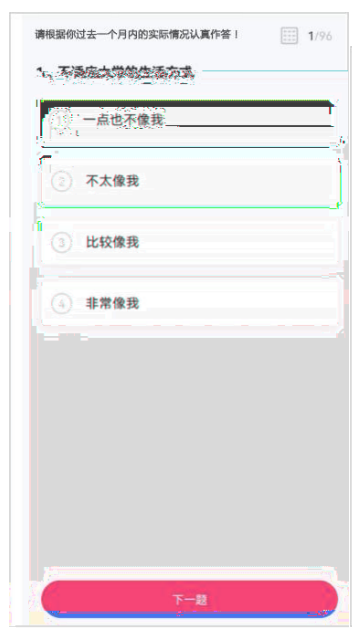 请根据你过去一个月内的实际情况认真作答！
1/96
1、不适应大学的生活方式
1 一点也不像我
2 不太像我
3 比较像我
4 非常像我
下一题